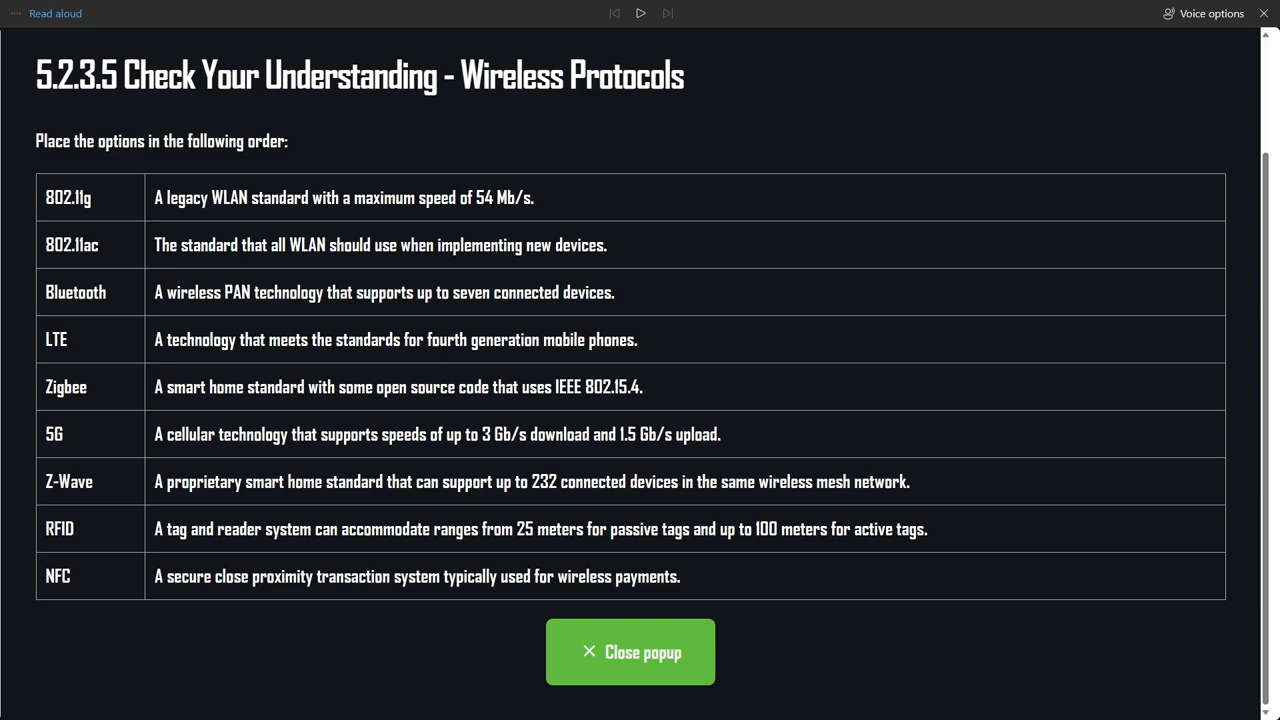 Read aloud
Voice options
5.2.3.5 Check Your Understanding - Wireless Protocols
Place the options in the following order:
802.11g A legacy WLAN standard with a maximum speed of 54 Mb/s.
802.11ac The standard that all WLAN should use when implementing new devices.
Bluetooth A wireless PAN technology that supports up to seven connected devices.
LTE A technology that meets the standards for fourth generation mobile phones.
Zigbee A smart home standard with some open source code that uses IEEE 802.15.4.
5G A cellular technology that supports speeds of up to 3 Gb/s download and 1.5 Gb/s upload.
Z-Wave A proprietary smart home standard that can support up to 232 connected devices in the same wireless mesh network.
RFID A tag and reader system can accommodate ranges from 25 meters for passive tags and up to 100 meters for active tags.
NFC A secure close proximity transaction system typically used for wireless payments.
Close popup